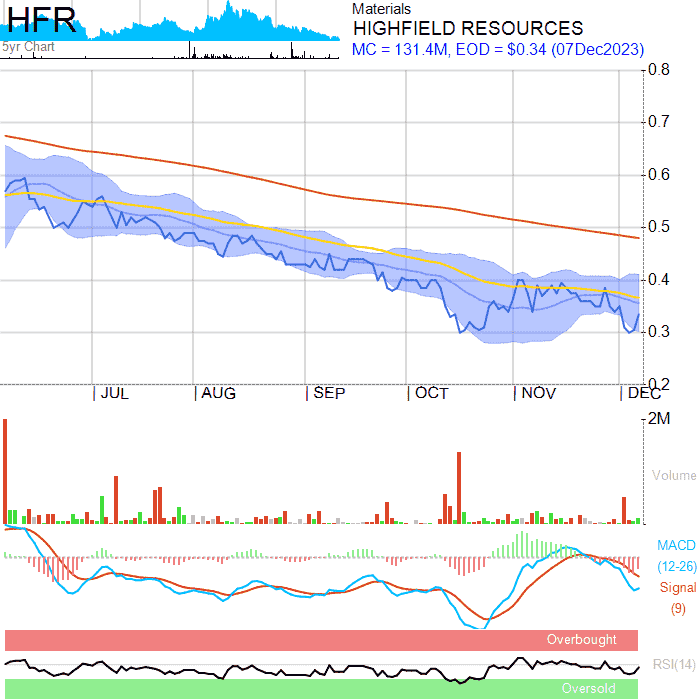 HFR
5yr Chart
Materials
HIGHFIELD RESOURCES
MC = 131.4M, EOD = $0.34 (07Dec2023)
0.8
0.7
0.6
0.5
0.4
0.3
0.2
JUL
AUG
SEP
OCT
NOV
DEC
2M
Volume
MACD
(12-26)
Signal
(9)
Overbought
RSI(14)
Oversold